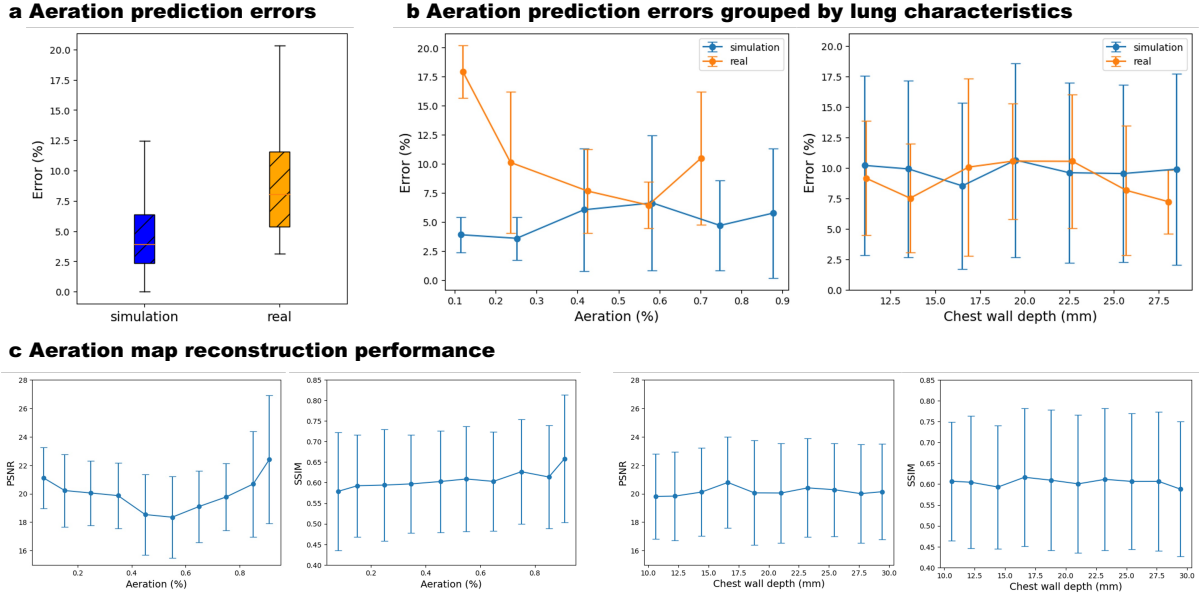 a Aeration prediction errors
b Aeration prediction errors grouped by lung characteristics
20.0
17.5
15.0
12.5
10.0
7.5
5.0
2.5
0.0
Error (%)
simulation
real
20.0
17.5
15.0
12.5
10.0
7.5
5.0
2.5
0.0
Error (%)
simulation
real
0.1 0.2 0.3 0.4 0.5 0.6 0.7 0.8 0.9
Aeration (%)
20.0
17.5
15.0
12.5
10.0
7.5
5.0
2.5
0.0
Error (%)
simulation
real
12.5 15.0 17.5 20.0 22.5 25.0 27.5
Chest wall depth (mm)
c Aeration map reconstruction performance
28
26
24
22
20
18
16
PSNR
0.2 0.4 0.6 0.8
Aeration (%)
0.85
0.80
0.75
0.70
0.65
0.60
0.55
0.50
0.45
0.40
SSIM
0.2 0.4 0.6 0.8
Aeration (%)
28
26
24
22
20
18
16
PSNR
10.0 12.5 15.0 17.5 20.0 22.5 25.0 27.5 30.0
Chest wall depth (mm)
0.85
0.80
0.75
0.70
0.65
0.60
0.55
0.50
0.45
0.40
SSIM
10.0 12.5 15.0 17.5 20.0 22.5 25.0 27.5 30.0
Chest wall depth (mm)